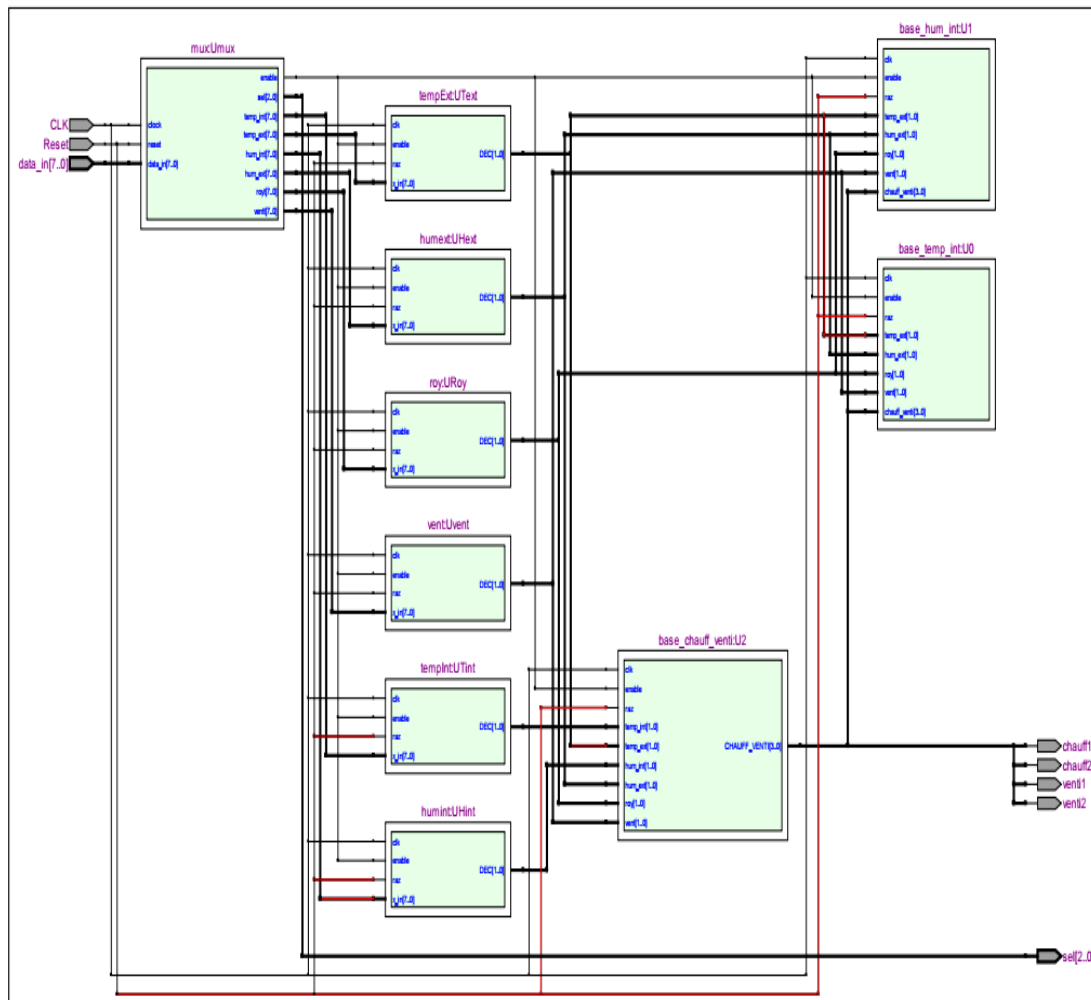 mux:Umux
enable
sel[2..0]
temp_int[7..0]
clock
temp_ext[7..0]
reset
hum_int[7..0]
data_in[7..0]
hum_ext[7..0]
royt[7..0]
venti[7..0]
CLK
Reset
data_in[7..0]
tempExt:UText
clk
enable
DEC[1..0]
raz
x_in[7..0]
humext:UHext
clk
enable
DEC[1..0]
raz
x_in[7..0]
roy:URoy
clk
enable
DEC[1..0]
raz
x_in[7..0]
vent:Uvent
clk
enable
DEC[1..0]
raz
x_in[7..0]
tempInt:UTint
clk
enable
DEC[1..0]
raz
x_in[7..0]
humint:UHint
clk
enable
DEC[1..0]
raz
x_in[7..0]
base_chauff_venti:U2
clk
enable
raz
temp_int[1..0]
temp_ext[1..0]
CHAUFF_VENTI[3..0]
hum_int[1..0]
hum_ext[1..0]
roy[1..0]
vent[1..0]
base_hum_int:U1
clk
enable
raz
temp_ext[1..0]
hum_ext[1..0]
roy[1..0]
vent[1..0]
chauff_venti[3..0]
base_temp_int:U0
clk
enable
raz
temp_ext[1..0]
hum_ext[1..0]
roy[1..0]
vent[1..0]
chauff_venti[3..0]
chauff1
chauff2
venti1
venti2
sel[2..0